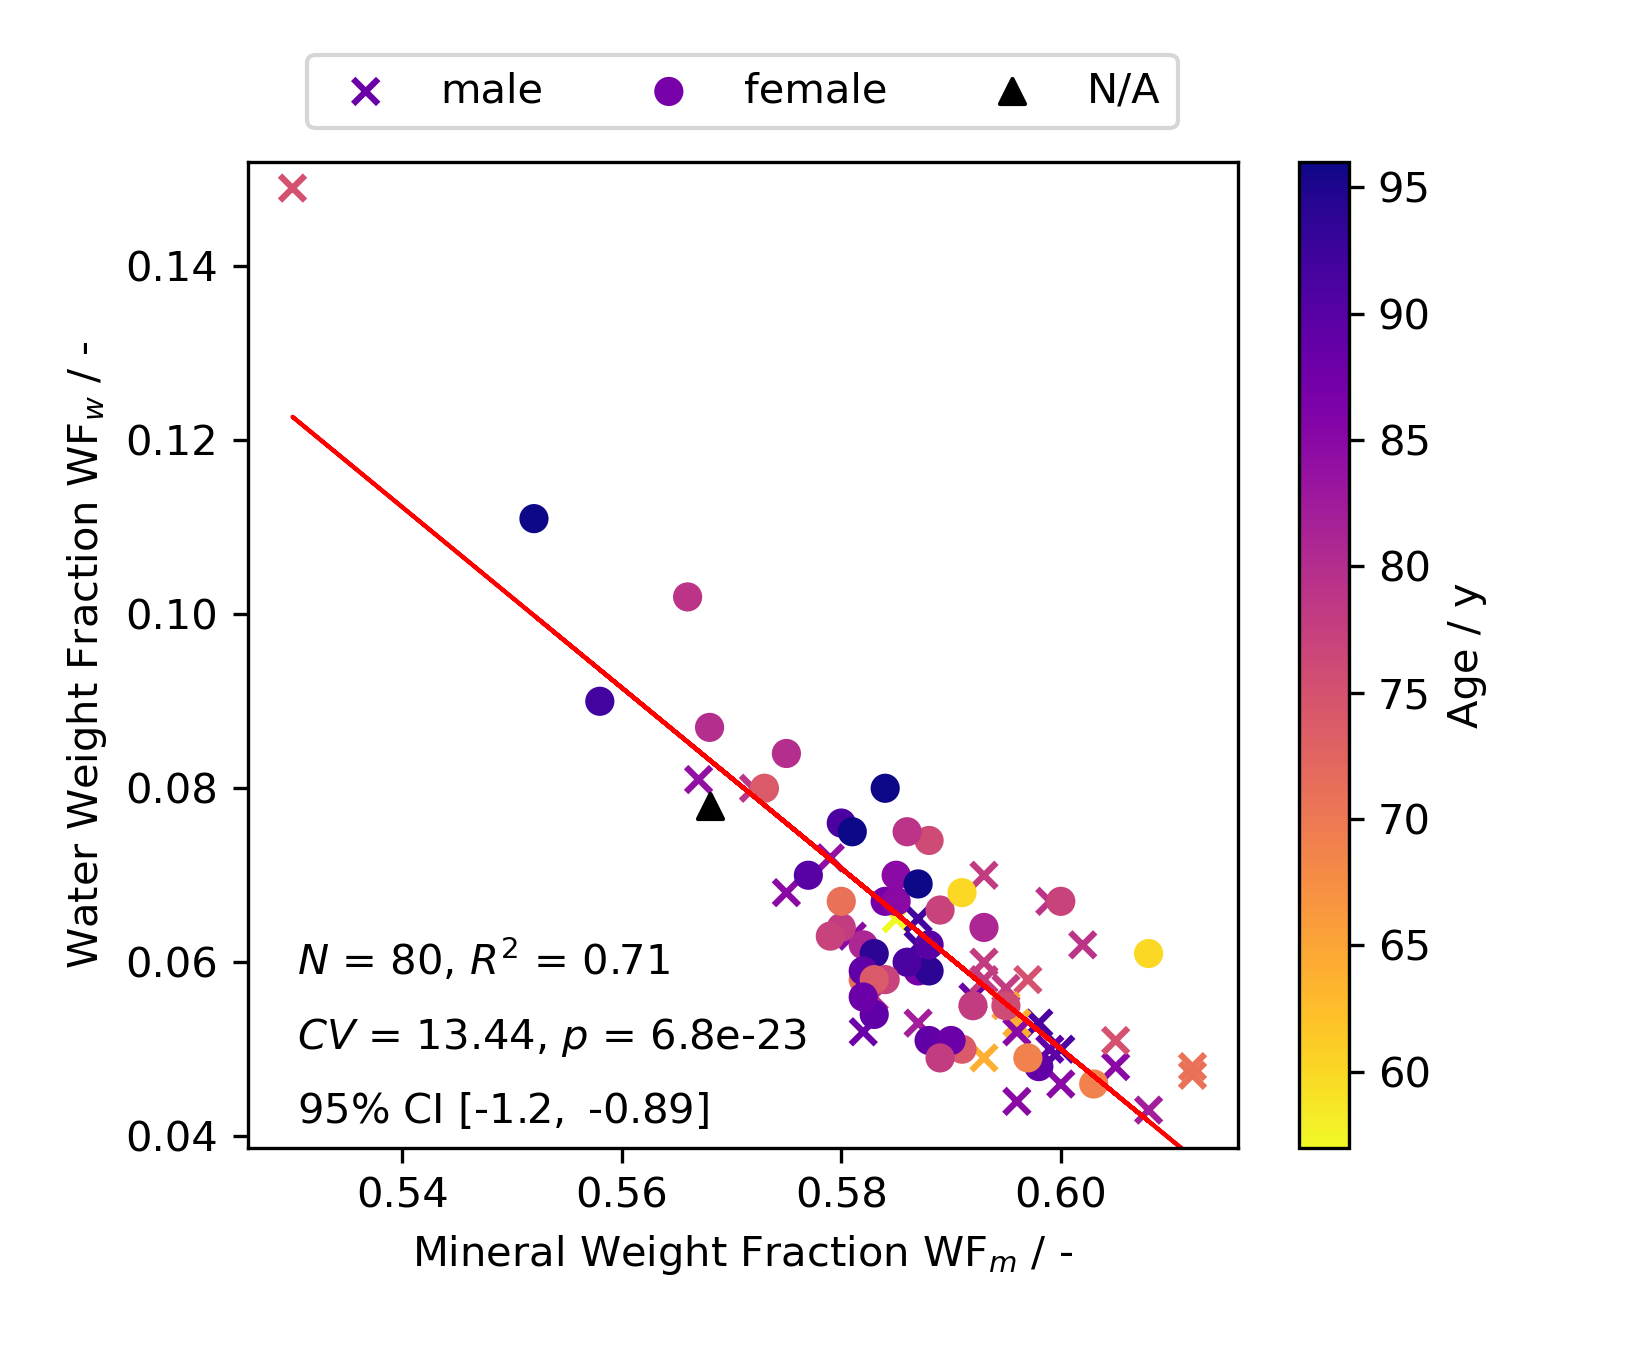 male female N/A
0.14
0.12
0.10
0.08
0.06
0.04
Water Weight Fraction WF_w / -
N = 80, R² = 0.71
CV = 13.44, p = 6.8e-23
95% CI [-1.2, -0.89]
0.54 0.56 0.58 0.60
Mineral Weight Fraction WF_m / -
95
90
85
80
75
70
65
60
Age / y